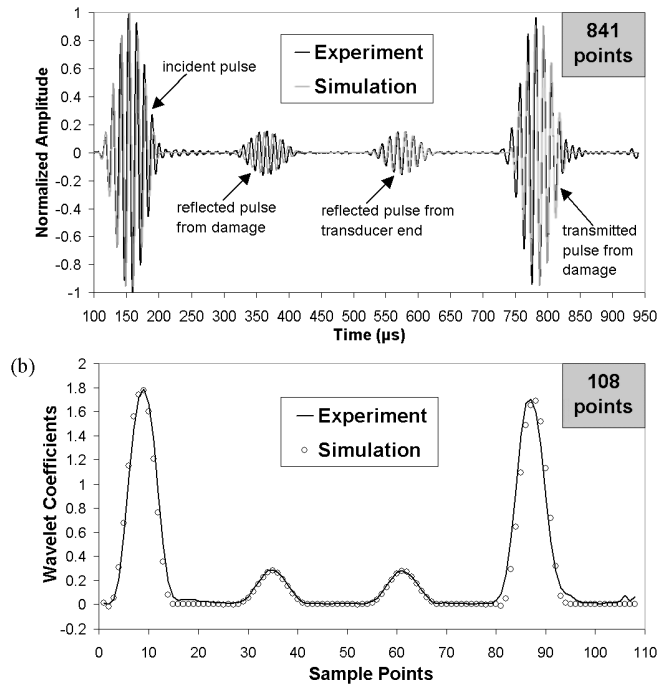 1
0.8
0.6
0.4
0.2
0
-0.2
-0.4
-0.6
-0.8
-1
Normalized Amplitude
incident pulse
Experiment
Simulation
841
points
reflected pulse
from damage
reflected pulse from
transducer end
transmitted
pulse from
damage
100 150 200 250 300 350 400 450 500 550 600 650 700 750 800 850 900 950
Time (µs)
(b)
2
1.8
1.6
1.4
1.2
1
0.8
0.6
0.4
0.2
0
-0.2
Wavelet Coefficients
Experiment
Simulation
108
points
0 10 20 30 40 50 60 70 80 90 100 110
Sample Points